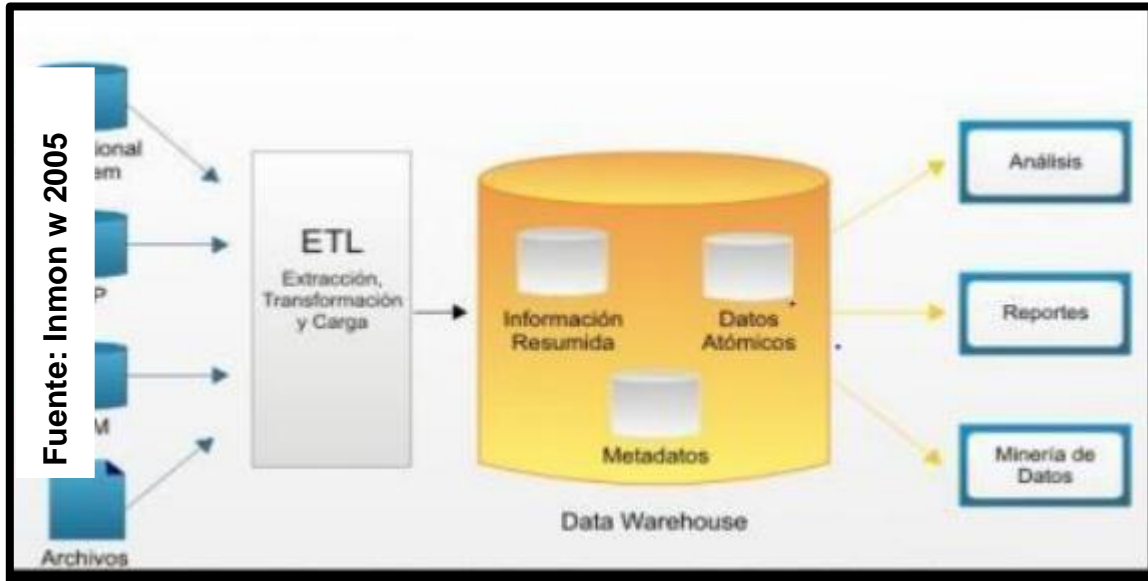 Fuente: Inmon w 2005
ional
em
P
M
Archivos
ETL
Extracción,
Transformación
y Carga
Información
Resumida
Datos
Atómicos
Metadatos
Data Warehouse
Análisis
Reportes
Minería de
Datos